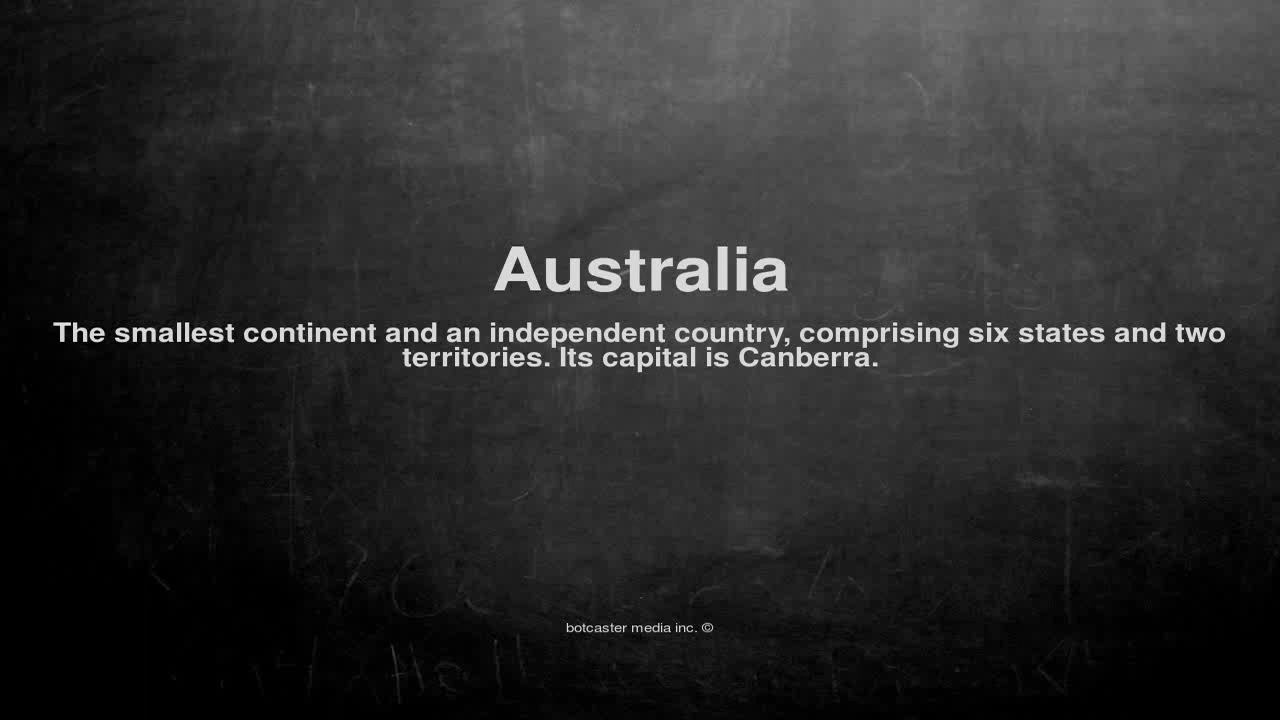 Australia
The smallest continent and an independent country, comprising six states and two
territories. Its capital is Canberra.
botcaster media inc. ©